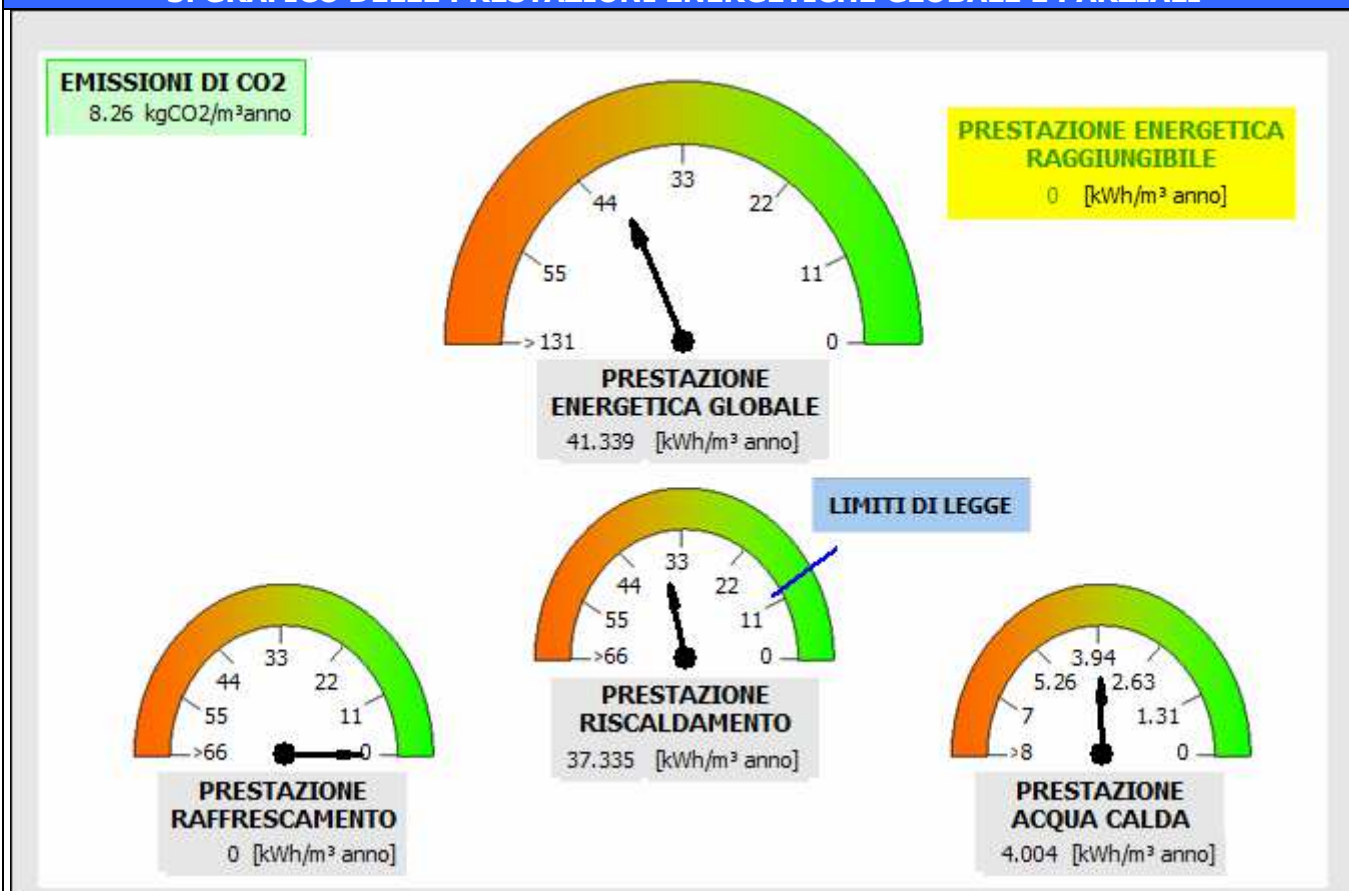 EMISSIONI DI CO2
8.26 kgCO2/m³anno
PRESTAZIONE ENERGETICA
RAGGIUNGIBILE
0 [kWh/m³ anno]
33
44
22
55
11
>131
0
PRESTAZIONE
ENERGETICA GLOBALE
41.339 [kWh/m³ anno]
LIMITI DI LEGGE
33
44
22
55
11
>66
0
PRESTAZIONE
RISCALDAMENTO
37.335 [kWh/m³ anno]
33
44
22
55
11
>66
0
PRESTAZIONE
RAFFRESCAMENTO
0 [kWh/m³ anno]
3.94
5.26
2.63
7
1.31
>8
0
PRESTAZIONE
ACQUA CALDA
4.004 [kWh/m³ anno]